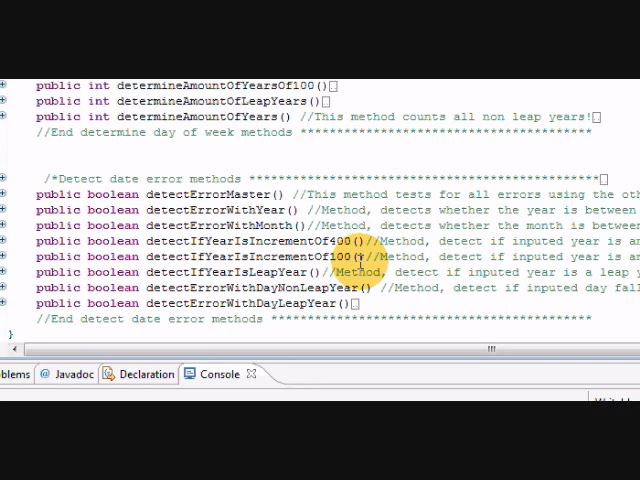 public int determineAmountOfYearsOf100()
public int determineAmountOfLeapYears()
public int determineAmountOfYears() //This method counts all non leap years!
//End determine day of week methods ****************************************
/*Detect date error methods ************************************************
public boolean detectErrorMaster() //This method tests for all errors using the oth
public boolean detectErrorWithYear() //Method, detects whether the year is between
public boolean detectErrorWithMonth()//Method, detects whether the month is between
public boolean detectIfYearIsIncrementOf400()//Method, detect if inputed year is an
public boolean detectIfYearIsIncrementOf100()//Method, detect if inputed year is an
public boolean detectIfYearIsLeapYear()//Method, detect if inputed year is a leap y
public boolean detectErrorWithDayNonLeapYear() //Method, detect if inputed day fall
public boolean detectErrorWithDayLeapYear()
//End detect date error methods ********************************************
}
oblems @ Javadoc Declaration Console